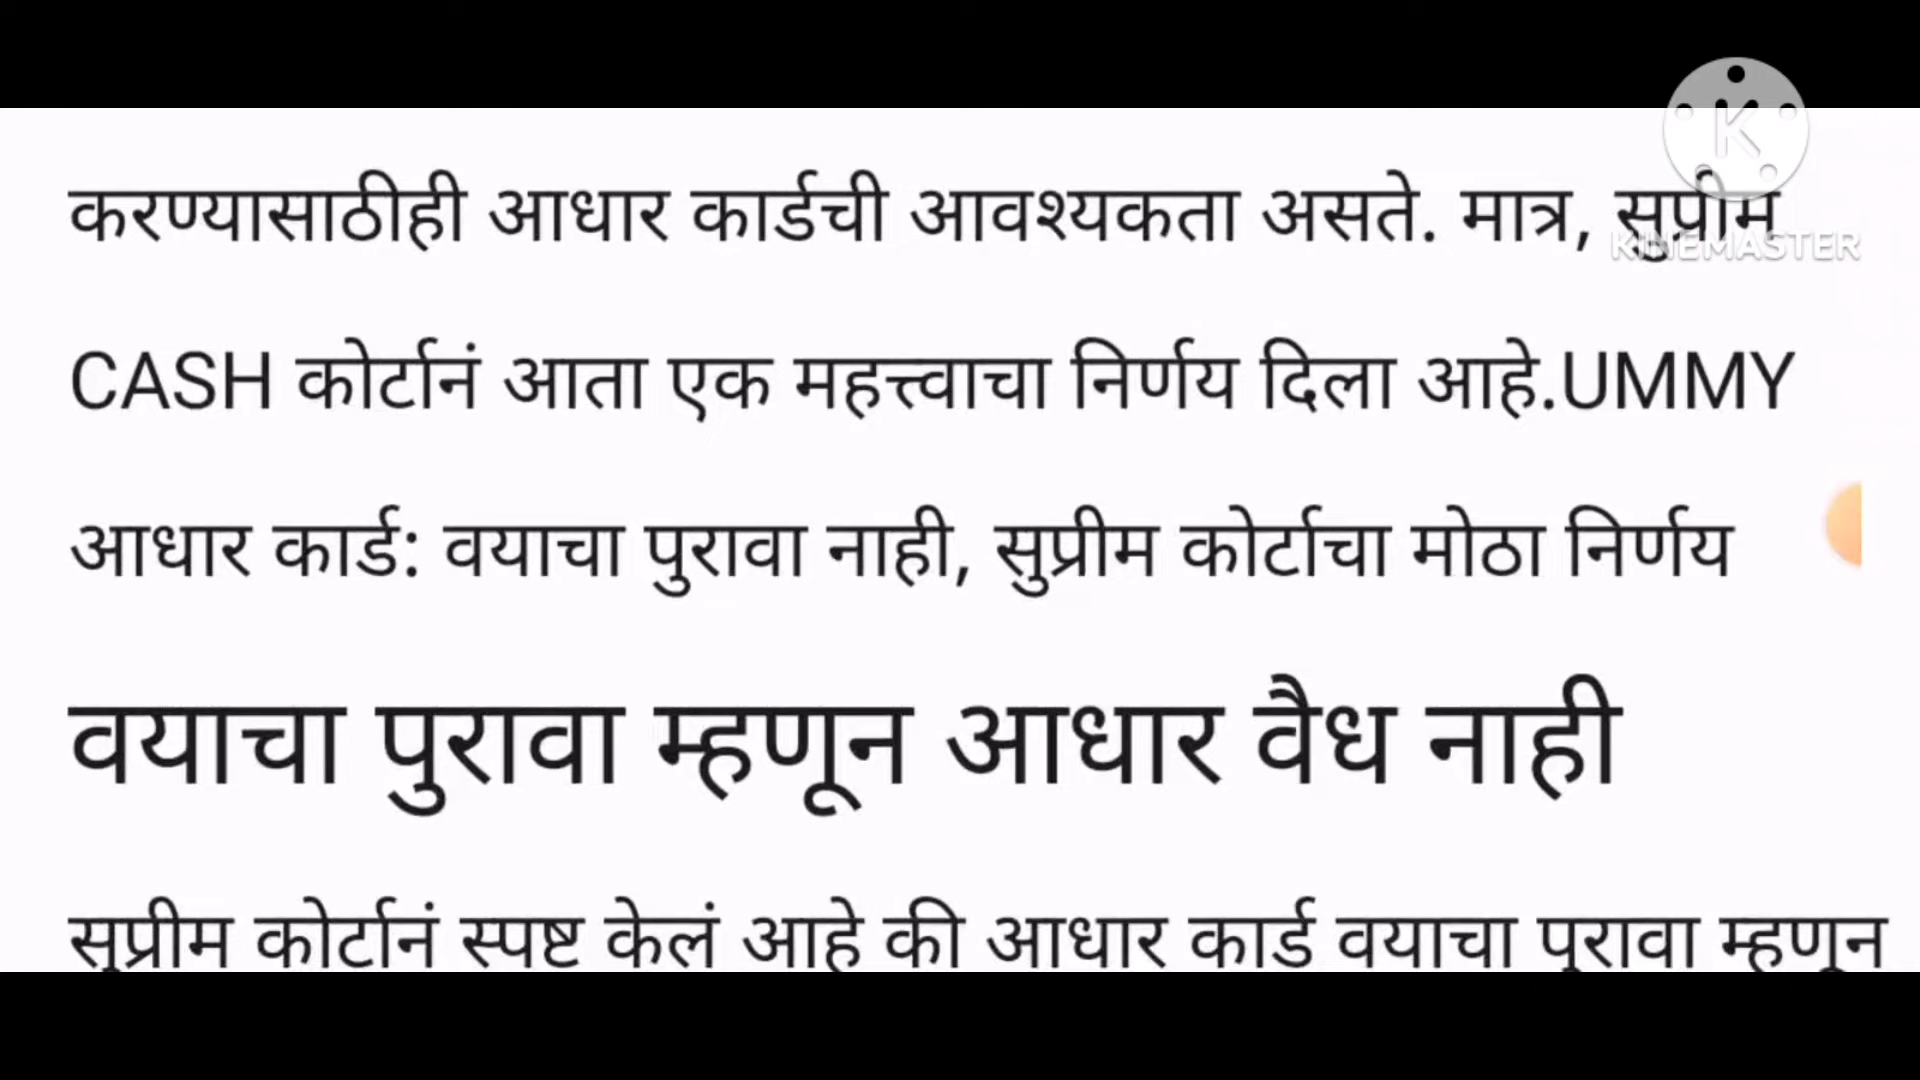 करण्यासाठीही आधार कार्डची आवश्यकता असते. मात्र, सुप्रीम
KINEMASTER
CASH कोर्टानं आता एक महत्त्वाचा निर्णय दिला आहे.UMMY
आधार कार्ड: वयाचा पुरावा नाही, सुप्रीम कोर्टाचा मोठा निर्णय
वयाचा पुरावा म्हणून आधार वैध नाही
सुप्रीम कोर्टानं स्पष्ट केलं आहे की आधार कार्ड वयाचा पुरावा म्हणून